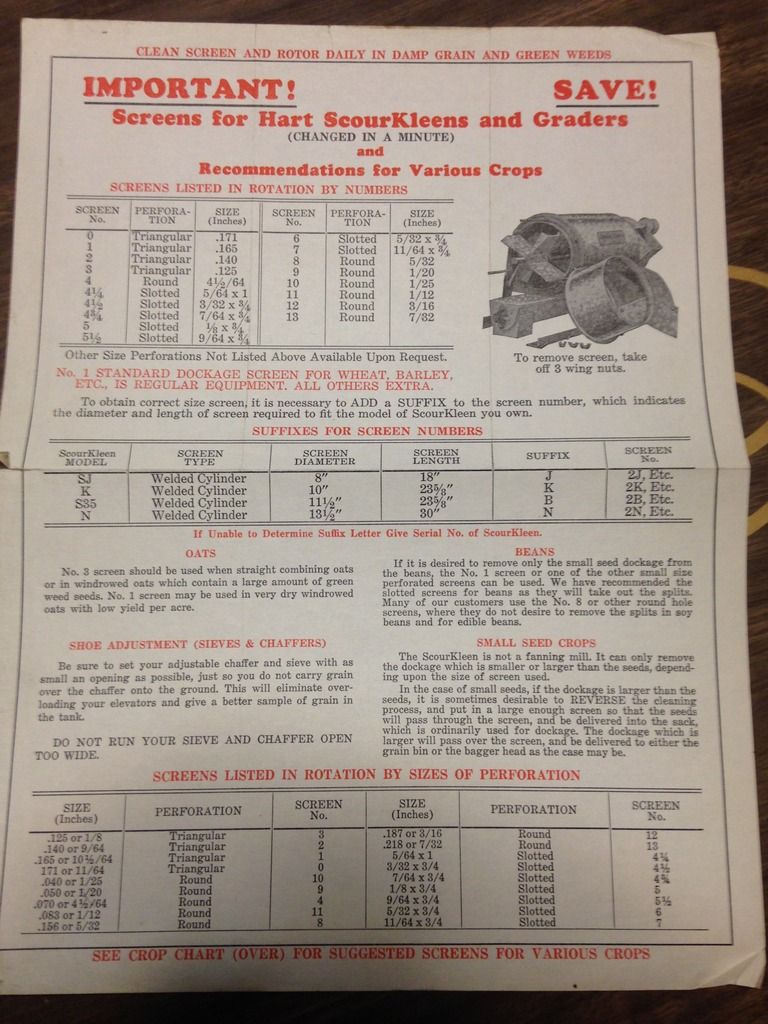 CLEAN SCREEN AND ROTOR DAILY IN DAMP GRAIN AND GREEN WEEDS
IMPORTANT! SAVE!
Screens for Hart ScourKleens and Graders
(CHANGED IN A MINUTE)
and
Recommendations for Various Crops
SCREENS LISTED IN ROTATION BY NUMBERS
SCREEN No. PERFORA-TION SIZE (Inches) SCREEN No. PERFORA-TION SIZE (Inches)
0 Triangular .171 6 Slotted 5/32 x ¾
1 Triangular .165 7 Slotted 11/64 x ¾
2 Triangular .140 8 Round 5/32
3 Triangular .125 9 Round 1/20
4 Round 4½/64 10 Round 1/25
4¼ Slotted 5/64 x 1 11 Round 1/12
4½ Slotted 3/32 x ¾ 12 Round 3/16
4¾ Slotted 7/64 x ¾ 13 Round 7/32
5 Slotted ⅛ x ¾
5½ Slotted 9/64 x ¾
Other Size Perforations Not Listed Above Available Upon Request.
To remove screen, take
off 3 wing nuts.
No. 1 STANDARD DOCKAGE SCREEN FOR WHEAT, BARLEY,
ETC., IS REGULAR EQUIPMENT. ALL OTHERS EXTRA.
To obtain correct size screen, it is necessary to ADD a SUFFIX to the screen number, which indicates
the diameter and length of screen required to fit the model of ScourKleen you own.
SUFFIXES FOR SCREEN NUMBERS
ScourKleen MODEL SCREEN TYPE SCREEN DIAMETER SCREEN LENGTH SUFFIX SCREEN No.
SJ Welded Cylinder 8" 18" J 2J, Etc.
K Welded Cylinder 10" 23⅝" K 2K, Etc.
S35 Welded Cylinder 11½" 23⅝" B 2B, Etc.
N Welded Cylinder 13½" 30" N 2N, Etc.
If Unable to Determine Suffix Letter Give Serial No. of ScourKleen.
OATS
No. 3 screen should be used when straight combining oats
or in windrowed oats which contain a large amount of green
weed seeds. No. 1 screen may be used in very dry windrowed
oats with low yield per acre.
SHOE ADJUSTMENT (SIEVES & CHAFFERS)
Be sure to set your adjustable chaffer and sieve with as
small an opening as possible, just so you do not carry grain
over the chaffer onto the ground. This will eliminate over-
loading your elevators and give a better sample of grain in
the tank.
DO NOT RUN YOUR SIEVE AND CHAFFER OPEN
TOO WIDE.
BEANS
If it is desired to remove only the small seed dockage from
the beans, the No. 1 screen or one of the other small size
perforated screens can be used. We have recommended the
slotted screens for beans as they will take out the splits.
Many of our customers use the No. 8 or other round hole
screens, where they do not desire to remove the splits in soy
beans and for edible beans.
SMALL SEED CROPS
The ScourKleen is not a fanning mill. It can only remove
the dockage which is smaller or larger than the seeds, depend-
ing upon the size of screen used.
In the case of small seeds, if the dockage is larger than the
seeds, it is sometimes desirable to REVERSE the cleaning
process, and put in a large enough screen so that the seeds
will pass through the screen, and be delivered into the sack,
which is ordinarily used for dockage. The dockage which is
larger will pass over the screen, and be delivered to either the
grain bin or the bagger head as the case may be.
SCREENS LISTED IN ROTATION BY SIZES OF PERFORATION
SIZE (Inches) PERFORATION SCREEN No. SIZE (Inches) PERFORATION SCREEN No.
.125 or 1/8 Triangular 3 .187 or 3/16 Round 12
.140 or 9/64 Triangular 2 .218 or 7/32 Round 13
.165 or 10½/64 Triangular 1 5/64 x 1 Slotted 4¼
171 or 11/64 Triangular 0 3/32 x 3/4 Slotted 4½
.040 or 1/25 Round 10 7/64 x 3/4 Slotted 4¾
.050 or 1/20 Round 9 1/8 x 3/4 Slotted 5
.070 or 4½/64 Round 4 9/64 x 3/4 Slotted 5½
.083 or 1/12 Round 11 5/32 x 3/4 Slotted 6
.156 or 5/32 Round 8 11/64 x 3/4 Slotted 7
SEE CROP CHART (OVER) FOR SUGGESTED SCREENS FOR VARIOUS CROPS